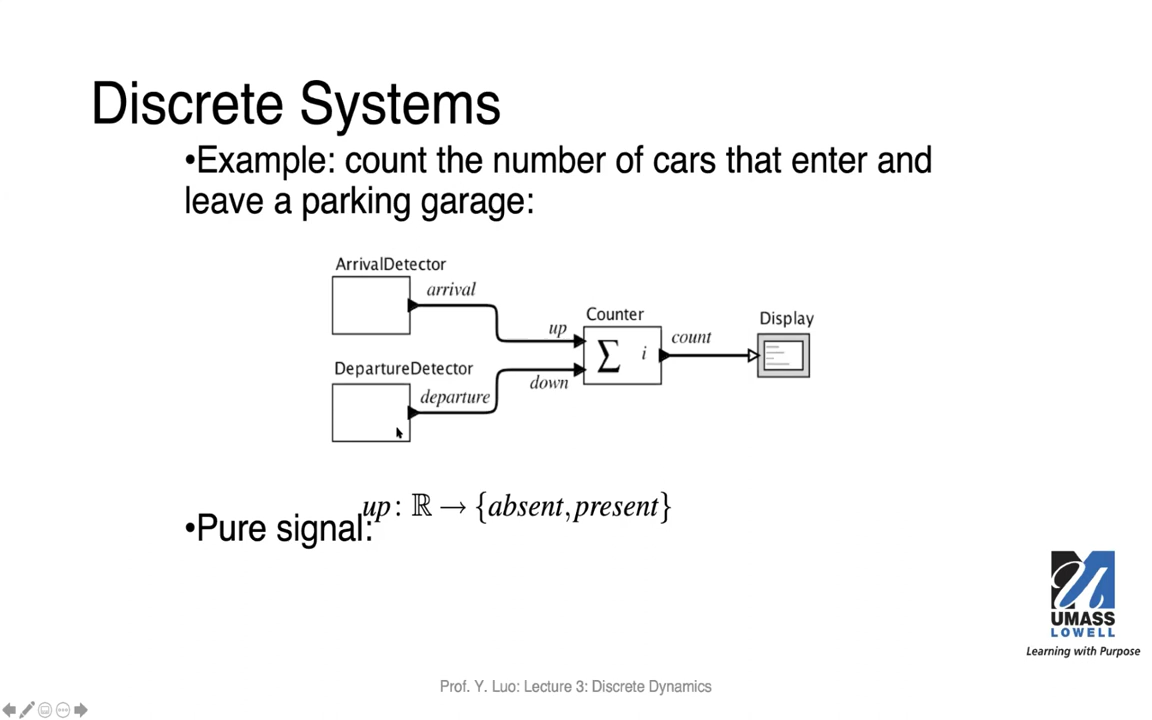 Discrete Systems
•Example: count the number of cars that enter and
leave a parking garage:
ArrivalDetector
arrival
up
Counter
∑ i
count
Display
DepartureDetector
departure
down
•Pure signal:
up: ℝ → {absent, present}
UMASS
LOWELL
Learning with Purpose
Prof. Y. Luo: Lecture 3: Discrete Dynamics